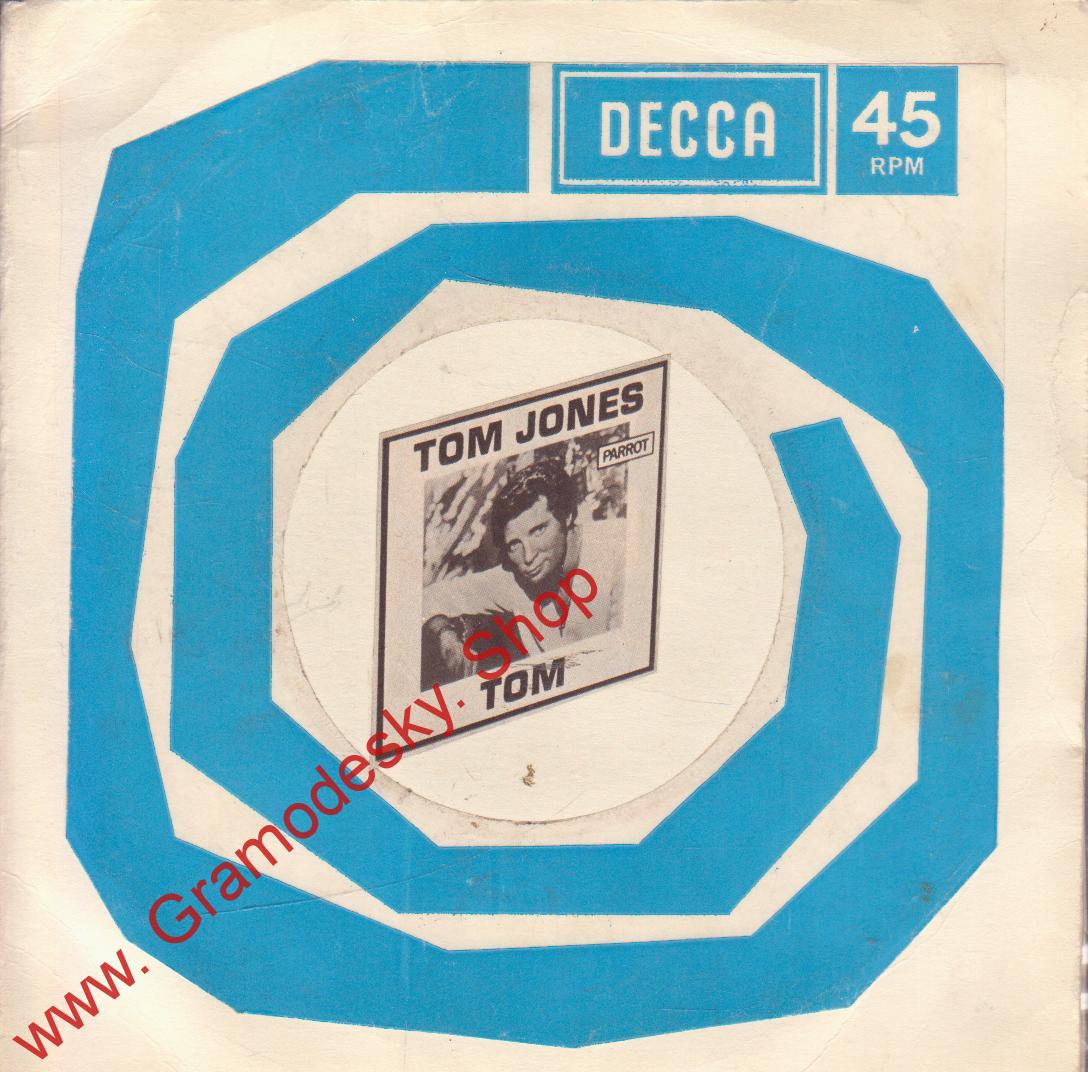 DECCA
45
RPM
TOM JONES
PARROT
TOM
www. Gramodesky. Shop